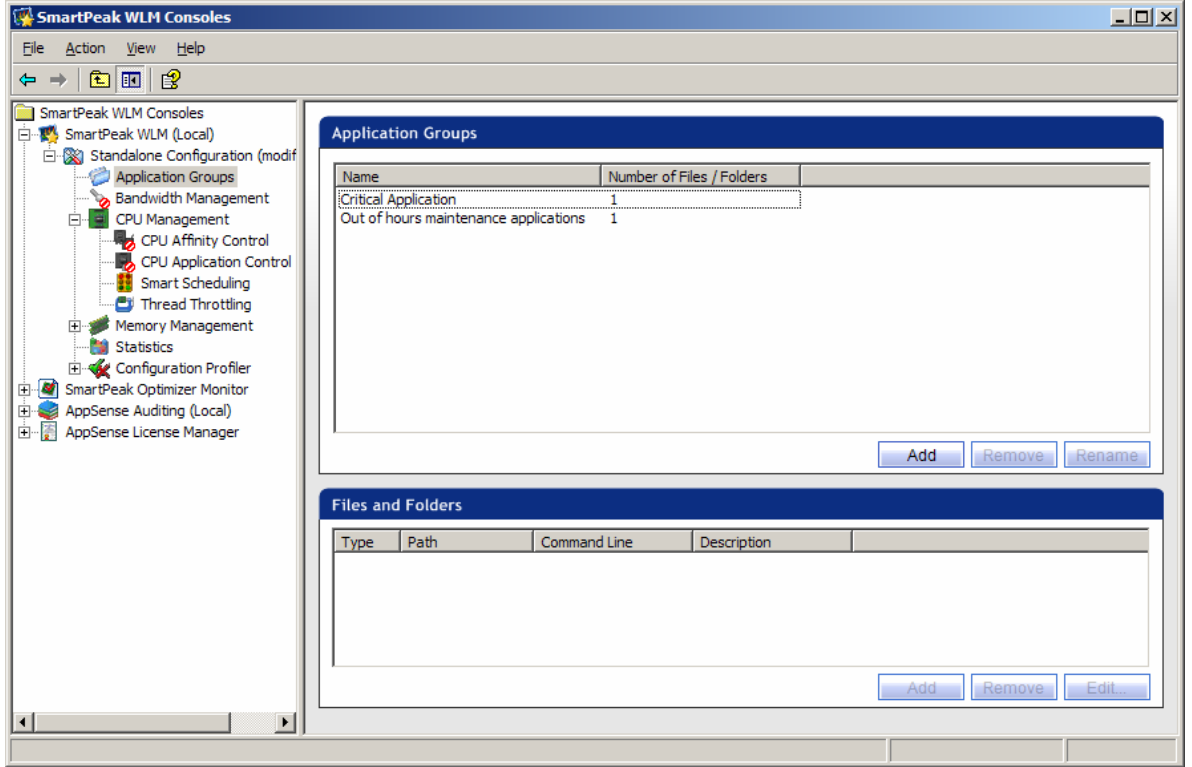 SmartPeak WLM Consoles
File Action View Help
SmartPeak WLM Consoles
SmartPeak WLM (Local)
Standalone Configuration (modif
Application Groups
Bandwidth Management
CPU Management
CPU Affinity Control
CPU Application Control
Smart Scheduling
Thread Throttling
Memory Management
Statistics
Configuration Profiler
SmartPeak Optimizer Monitor
AppSense Auditing (Local)
AppSense License Manager
Application Groups
Name Number of Files / Folders
Critical Application 1
Out of hours maintenance applications 1
Add Remove Rename
Files and Folders
Type Path Command Line Description
Add Remove Edit...